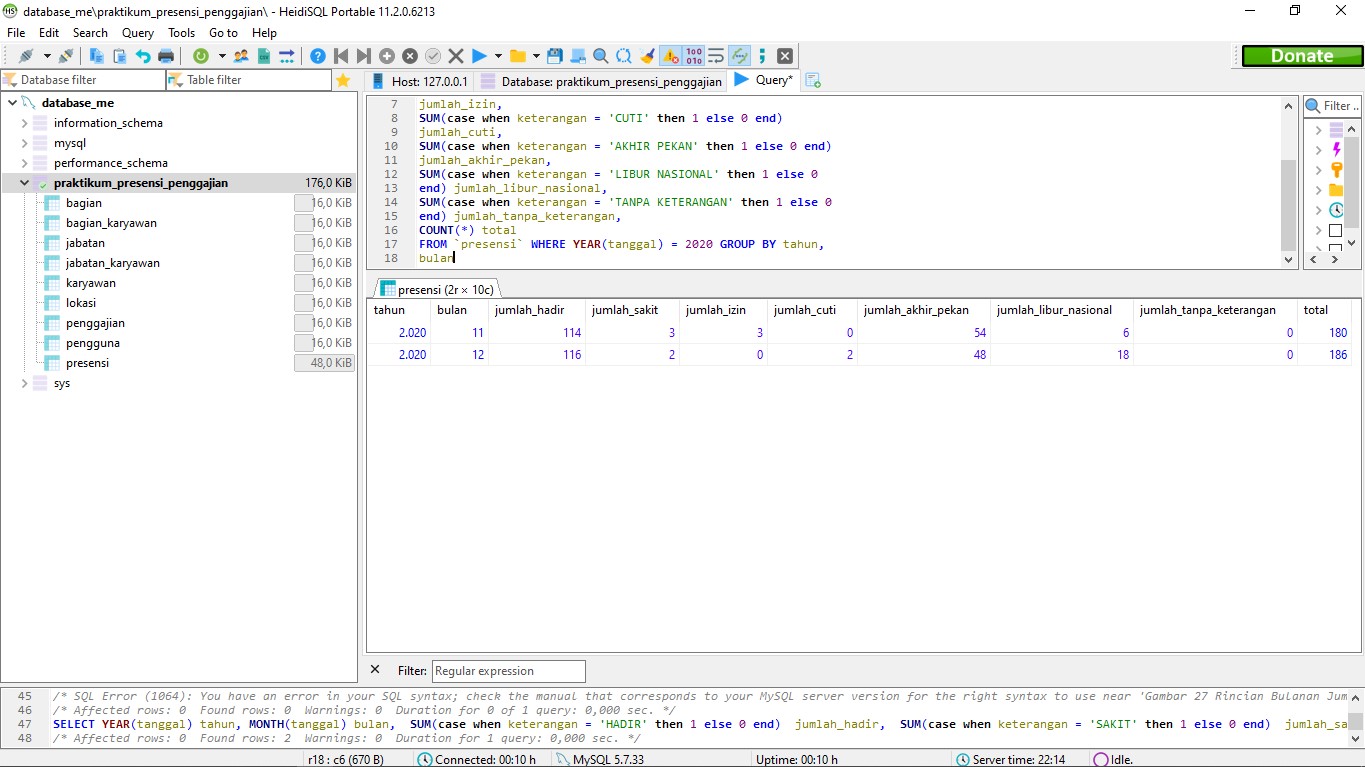 database_me\praktikum_presensi_penggajian\ - HeidiSQL Portable 11.2.0.6213
File Edit Search Query Tools Go to Help
Donate
Database filter Table filter
Host: 127.0.0.1 Database: praktikum_presensi_penggajian Query*
database_me
information_schema
mysql
performance_schema
praktikum_presensi_penggajian 176,0 KiB
bagian 16,0 KiB
bagian_karyawan 16,0 KiB
jabatan 16,0 KiB
jabatan_karyawan 16,0 KiB
karyawan 16,0 KiB
lokasi 16,0 KiB
penggajian 16,0 KiB
pengguna 16,0 KiB
presensi 48,0 KiB
sys
7 jumlah_izin,
8 SUM(case when keterangan = 'CUTI' then 1 else 0 end)
9 jumlah_cuti,
10 SUM(case when keterangan = 'AKHIR PEKAN' then 1 else 0 end)
11 jumlah_akhir_pekan,
12 SUM(case when keterangan = 'LIBUR NASIONAL' then 1 else 0
13 end) jumlah_libur_nasional,
14 SUM(case when keterangan = 'TANPA KETERANGAN' then 1 else 0
15 end) jumlah_tanpa_keterangan,
16 COUNT(*) total
17 FROM `presensi` WHERE YEAR(tanggal) = 2020 GROUP BY tahun,
18 bulan
Filter ..
presensi (2r × 10c)
tahun bulan jumlah_hadir jumlah_sakit jumlah_izin jumlah_cuti jumlah_akhir_pekan jumlah_libur_nasional jumlah_tanpa_keterangan total
2.020 11 114 3 3 0 54 6 0 180
2.020 12 116 2 0 2 48 18 0 186
Filter: Regular expression
45 /* SQL Error (1064): You have an error in your SQL syntax; check the manual that corresponds to your MySQL server version for the right syntax to use near 'Gambar 27 Rincian Bulanan Jum
46 /* Affected rows: 0 Found rows: 0 Warnings: 0 Duration for 0 of 1 query: 0,000 sec. */
47 SELECT YEAR(tanggal) tahun, MONTH(tanggal) bulan, SUM(case when keterangan = 'HADIR' then 1 else 0 end) jumlah_hadir, SUM(case when keterangan = 'SAKIT' then 1 else 0 end) jumlah_sa
48 /* Affected rows: 0 Found rows: 2 Warnings: 0 Duration for 1 query: 0,000 sec. */
r18 : c6 (670 B) Connected: 00:10 h MySQL 5.7.33 Uptime: 00:10 h Server time: 22:14 Idle.